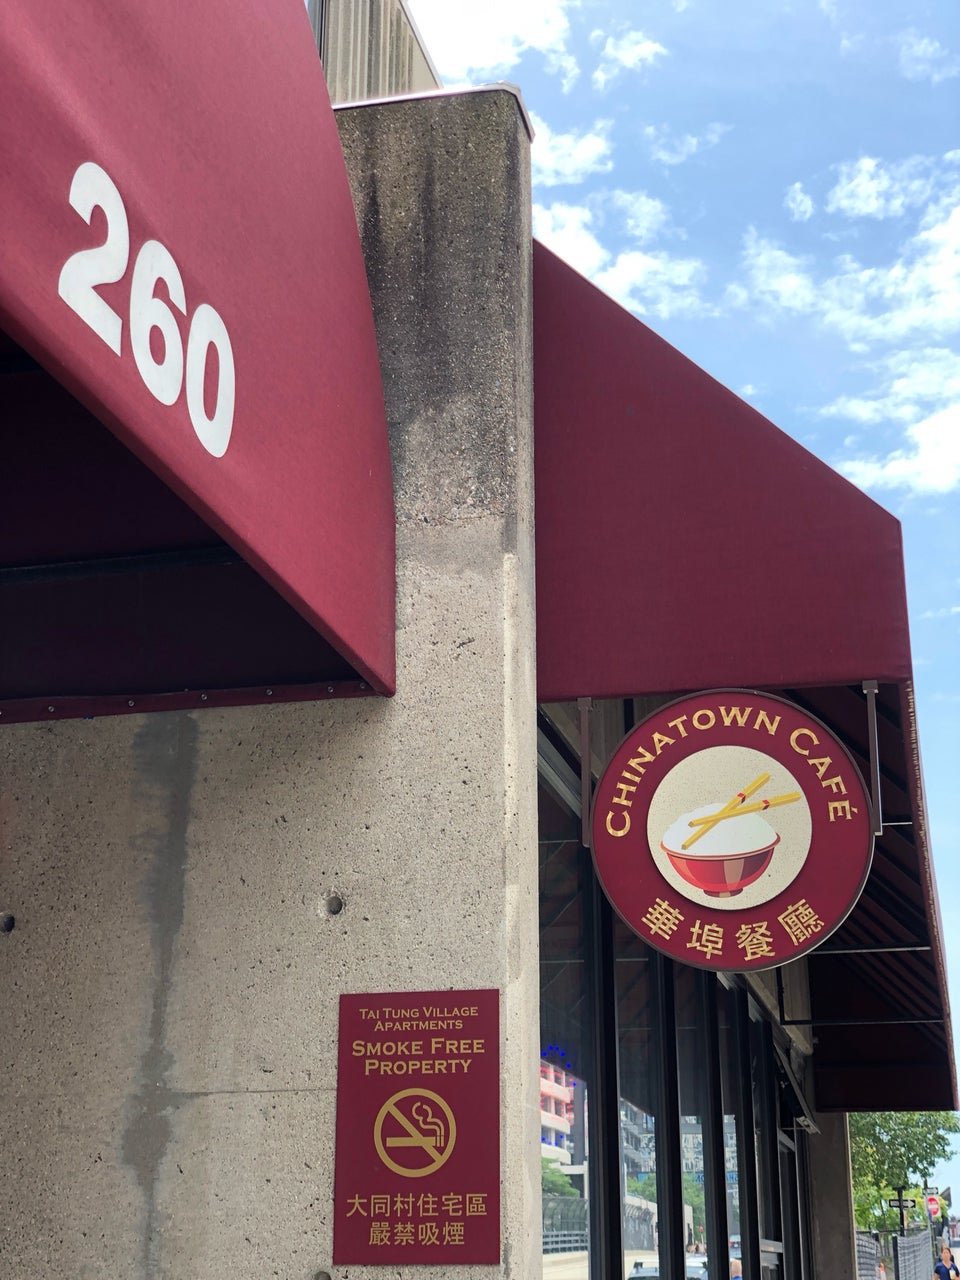 260
CHINATOWN CAFÉ
華埠餐廳
TAI TUNG VILLAGE
APARTMENTS
SMOKE FREE
PROPERTY
大同村住宅區
嚴禁吸煙